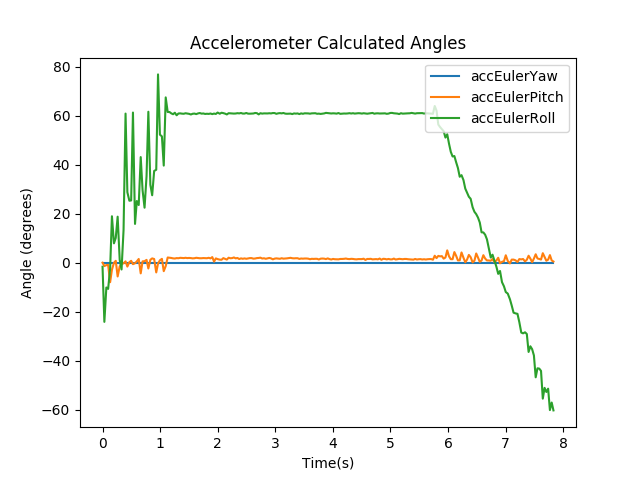 Accelerometer Calculated Angles
accEulerYaw
accEulerPitch
accEulerRoll
Angle (degrees)
80
60
40
20
0
−20
−40
−60
0 1 2 3 4 5 6 7 8
Time(s)